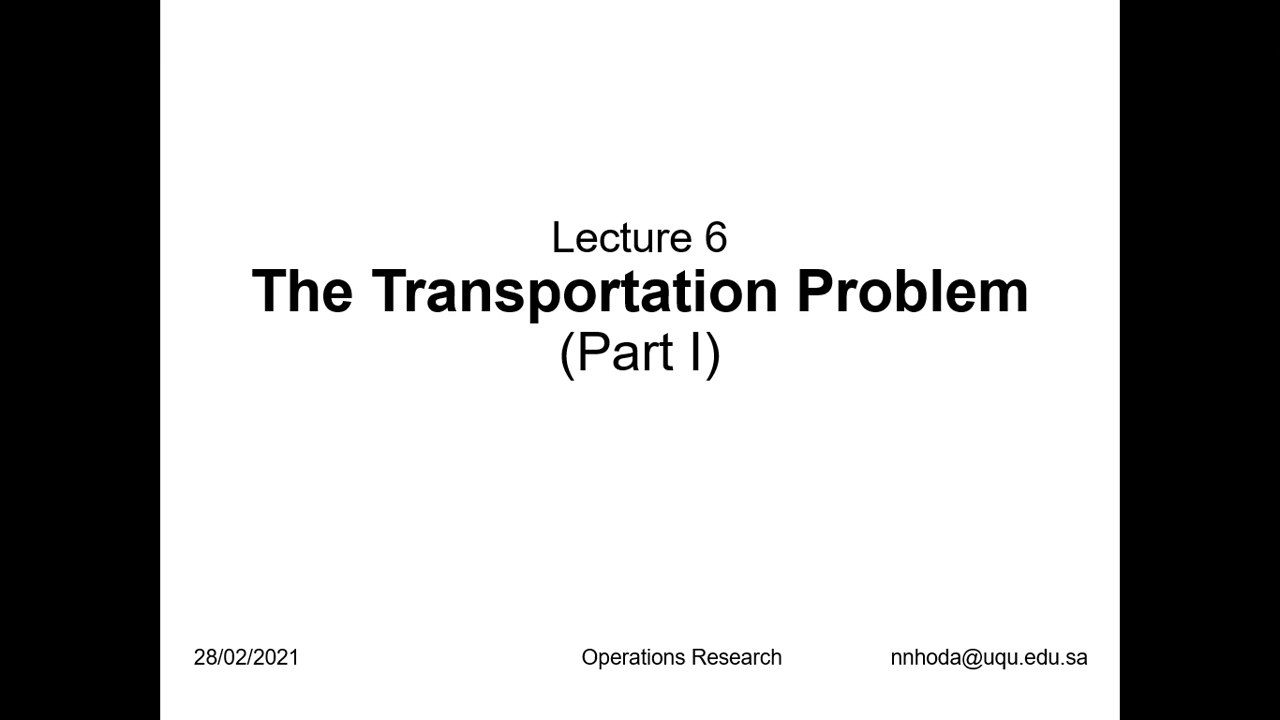 Lecture 6
The Transportation Problem
(Part I)
28/02/2021
Operations Research
nnhoda@uqu.edu.sa